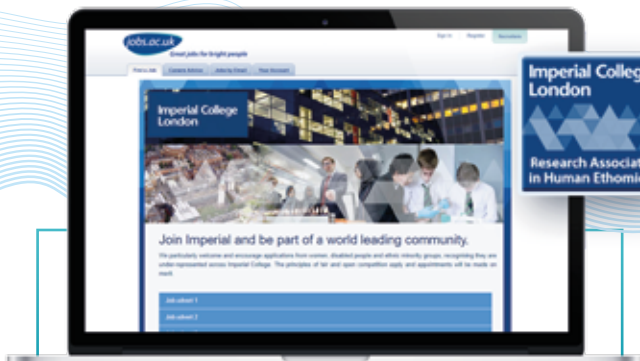 jobs.ac.uk
Great jobs for bright people
Sign In Register Recruiters
Find a Job Careers Advice Jobs by Email Your Account
Imperial College
London
Join Imperial and be part of a world leading community.
We particularly welcome and encourage applications from women, disabled people and ethnic minority groups, recognising they are
under-represented across Imperial College. The principles of fair and open competition apply and appointments will be made on
merit.
Job advert 1
Job advert 2
Imperial Colleg
London
Research Associat
in Human Ethomic